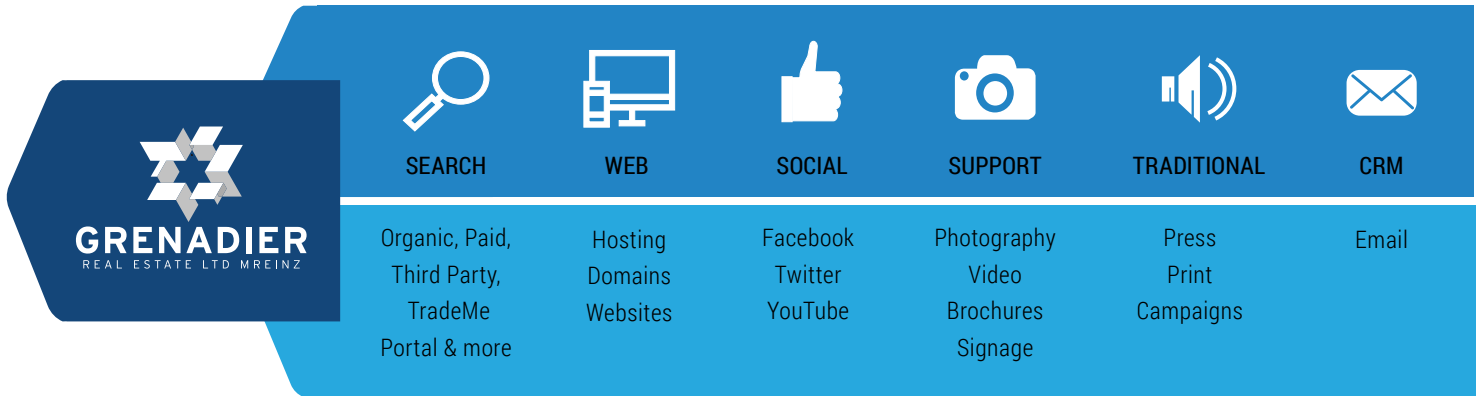 GRENADIER
REAL ESTATE LTD MREINZ
SEARCH
Organic, Paid,
Third Party,
TradeMe
Portal & more
WEB
Hosting
Domains
Websites
SOCIAL
Facebook
Twitter
YouTube
SUPPORT
Photography
Video
Brochures
Signage
TRADITIONAL
Press
Print
Campaigns
CRM
Email